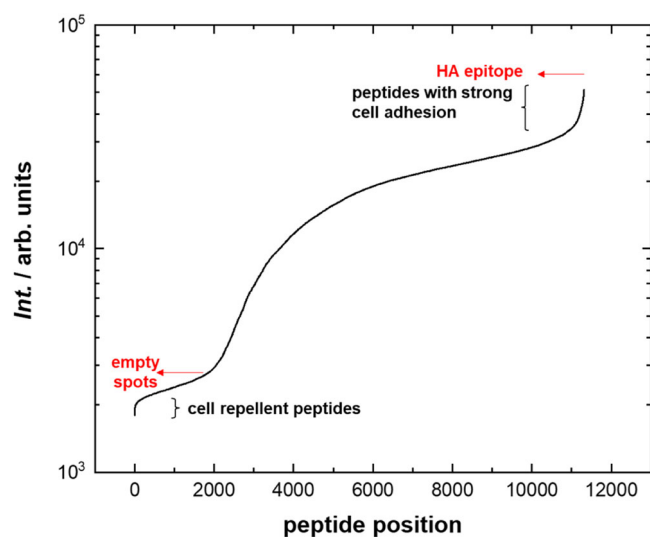 10^5
HA epitope
peptides with strong
cell adhesion
Int. / arb. units
10^4
empty
spots
cell repellent peptides
10^3
0 2000 4000 6000 8000 10000 12000
peptide position